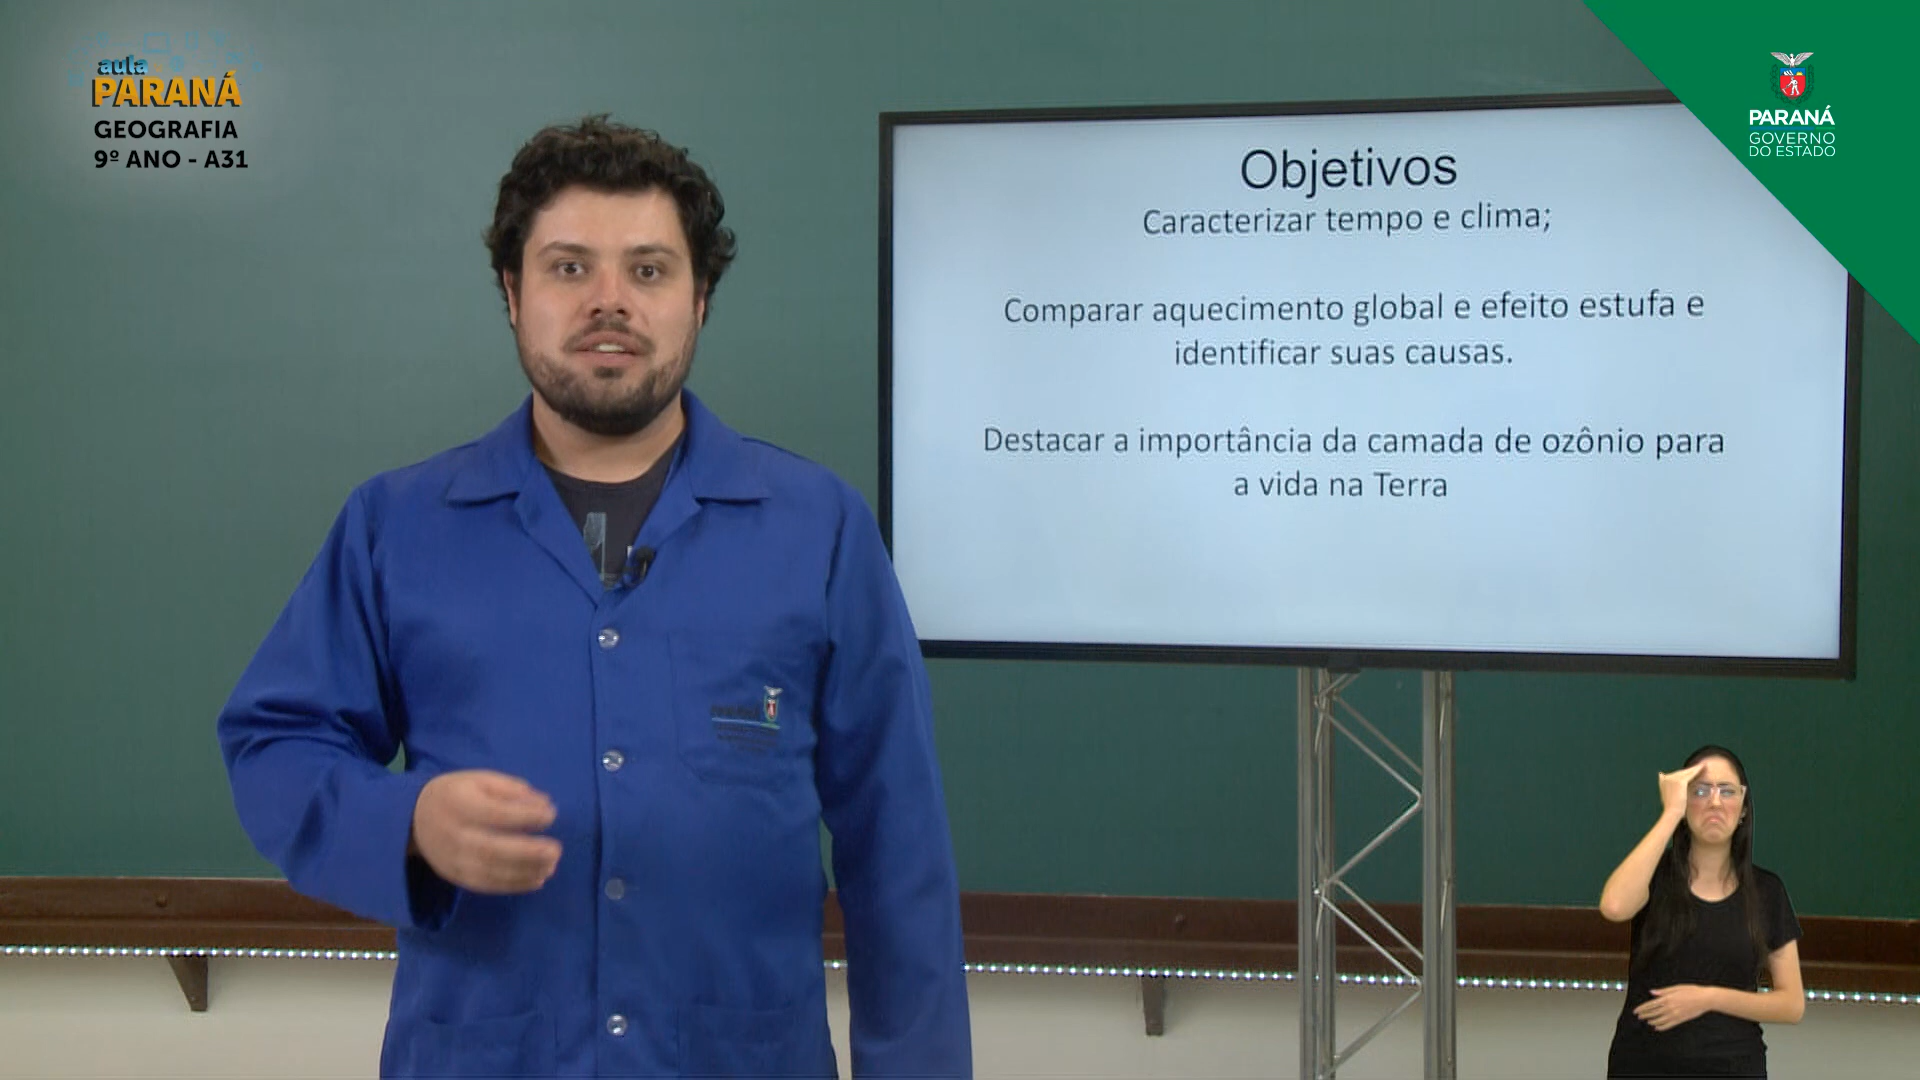 aula
PARANÁ
GEOGRAFIA
9º ANO - A31
PARANÁ
GOVERNO
DO ESTADO
Objetivos
Caracterizar tempo e clima;
Comparar aquecimento global e efeito estufa e
identificar suas causas.
Destacar a importância da camada de ozônio para
a vida na Terra